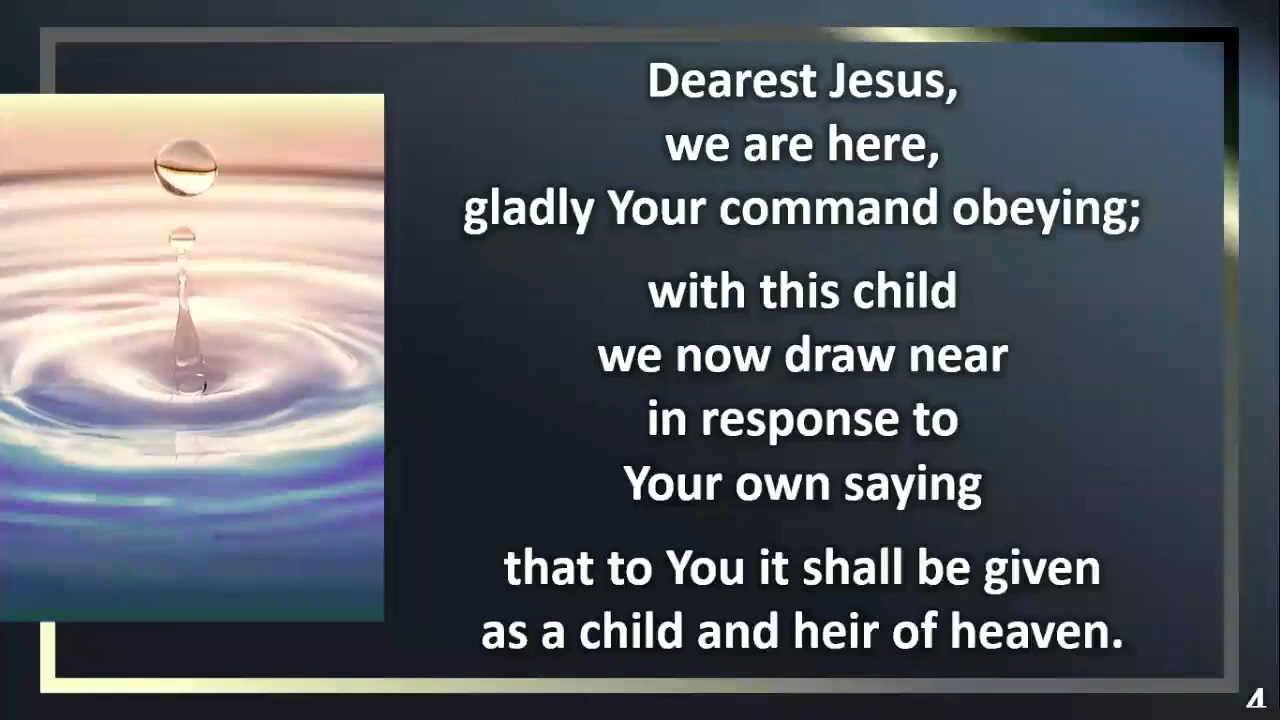 Dearest Jesus,
we are here,
gladly Your command obeying;
with this child
we now draw near
in response to
Your own saying
that to You it shall be given
as a child and heir of heaven.
4